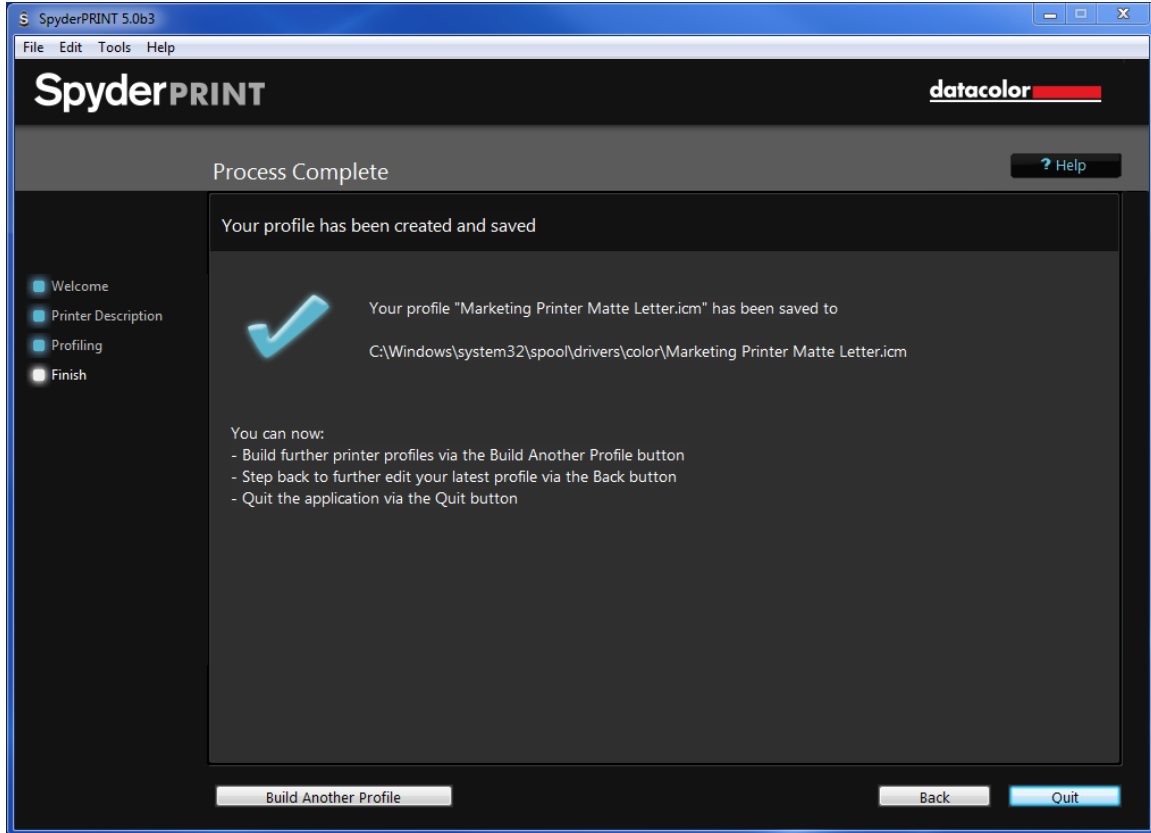 SpyderPRINT 5.0b3
File Edit Tools Help
SpyderPRINT
datacolor
Process Complete
? Help
Your profile has been created and saved
Welcome
Printer Description
Profiling
Finish
Your profile "Marketing Printer Matte Letter.icm" has been saved to
C:\Windows\system32\spool\drivers\color\Marketing Printer Matte Letter.icm
You can now:
- Build further printer profiles via the Build Another Profile button
- Step back to further edit your latest profile via the Back button
- Quit the application via the Quit button
Build Another Profile
Back
Quit